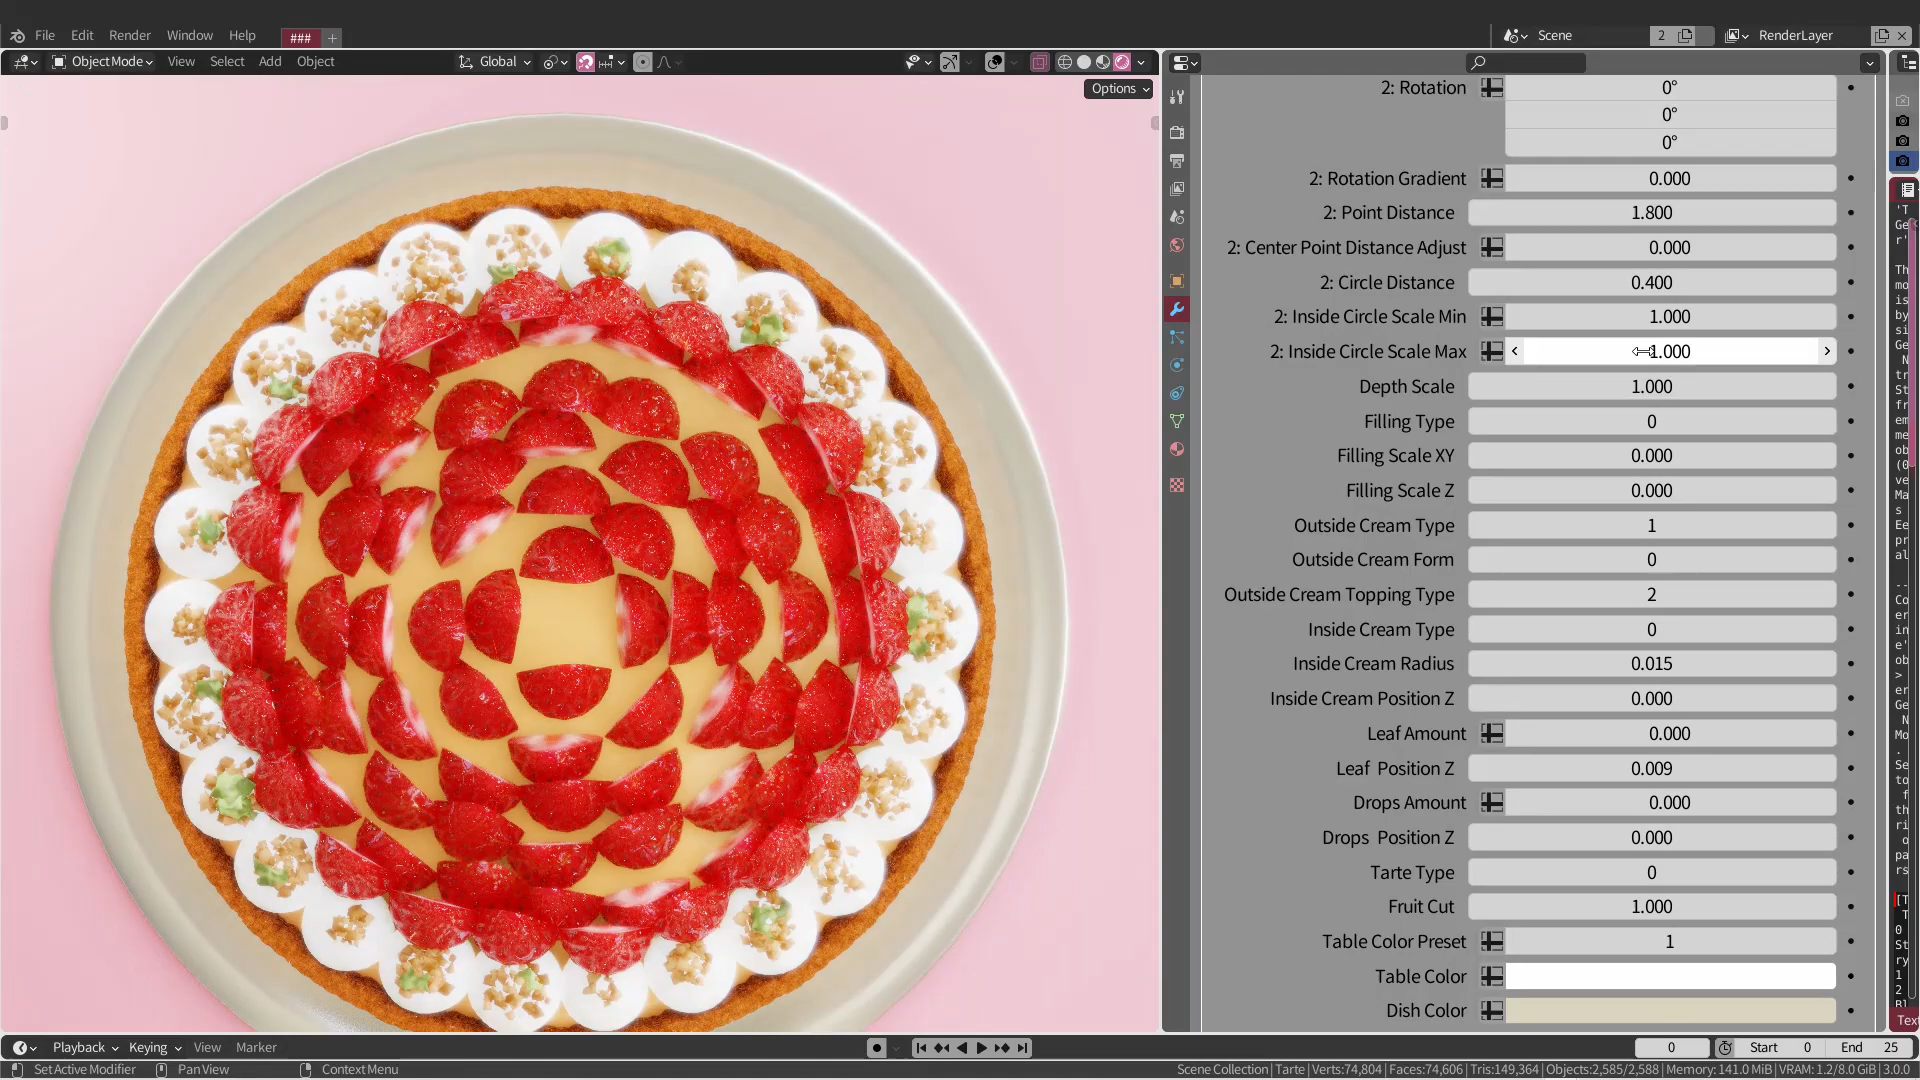 File Edit Render Window Help ### +
Scene 2 RenderLayer
Object Mode View Select Add Object Global
Options
2: Rotation 0°
0°
0°
2: Rotation Gradient 0.000
2: Point Distance 1.800
2: Center Point Distance Adjust 0.000
2: Circle Distance 0.400
2: Inside Circle Scale Min 1.000
2: Inside Circle Scale Max 1.000
Depth Scale 1.000
Filling Type 0
Filling Scale XY 0.000
Filling Scale Z 0.000
Outside Cream Type 1
Outside Cream Form 0
Outside Cream Topping Type 2
Inside Cream Type 0
Inside Cream Radius 0.015
Inside Cream Position Z 0.000
Leaf Amount 0.000
Leaf Position Z 0.009
Drops Amount 0.000
Drops Position Z 0.000
Tarte Type 0
Fruit Cut 1.000
Table Color Preset 1
Table Color
Dish Color
Playback Keying View Marker 0 Start 0 End 25
Set Active Modifier Pan View Context Menu Scene Collection | Tarte | Verts:74,804 | Faces:74,606 | Tris:149,364 | Objects:2,585/2,588 | Memory: 141.0 MiB | VRAM: 1.2/8.0 GiB | 3.0.0